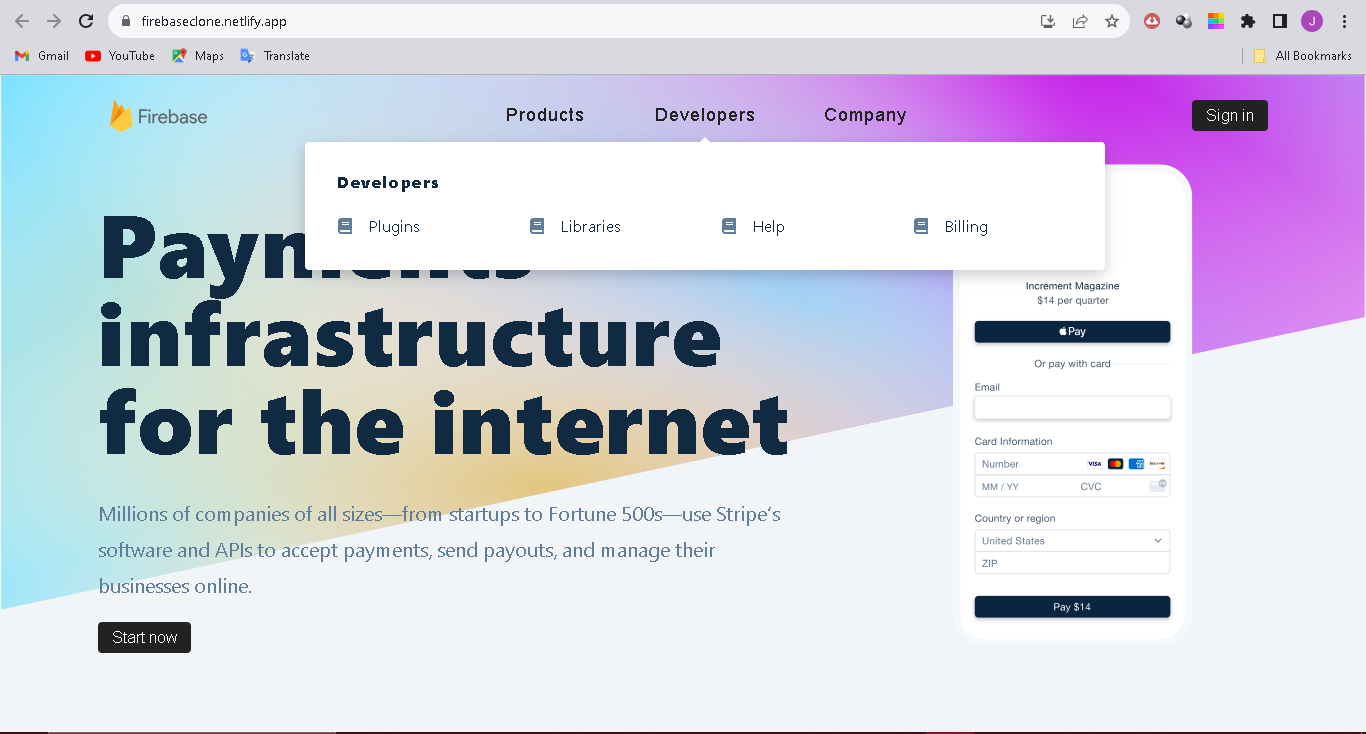 firebaseclone.netlify.app
J
Gmail YouTube Maps Translate All Bookmarks
Firebase Products Developers Company Sign in
Developers
Plugins Libraries Help Billing
infrastructure
for the internet
Millions of companies of all sizes—from startups to Fortune 500s—use Stripe’s
software and APIs to accept payments, send payouts, and manage their
businesses online.
Start now
Increment Magazine
$14 per quarter
Pay
Or pay with card
Email
Card Information
Number VISA
MM / YY CVC
Country or region
United States
ZIP
Pay $14